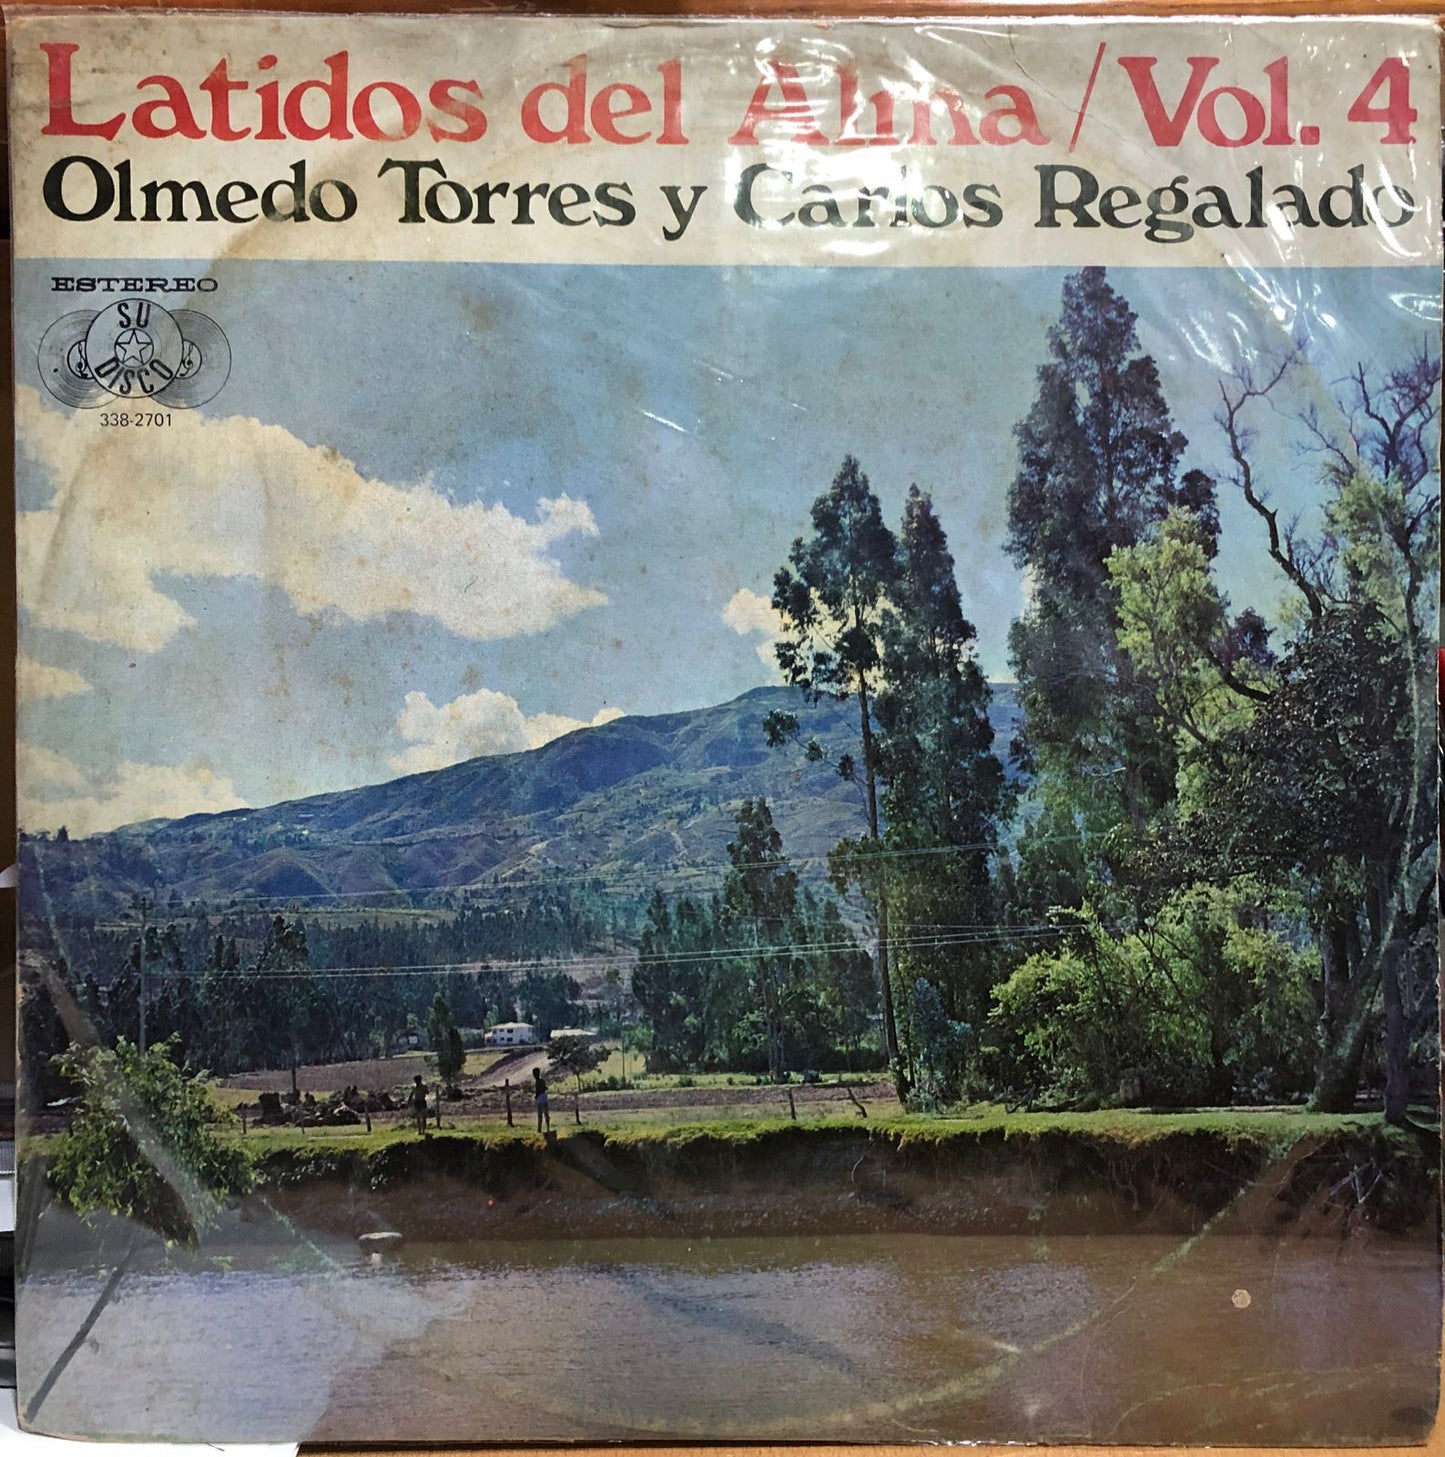 Latidos del Alma / Vol. 4
Olmedo Torres y Carlos Regalado
ESTEREO
SU
DISCO
338-2701